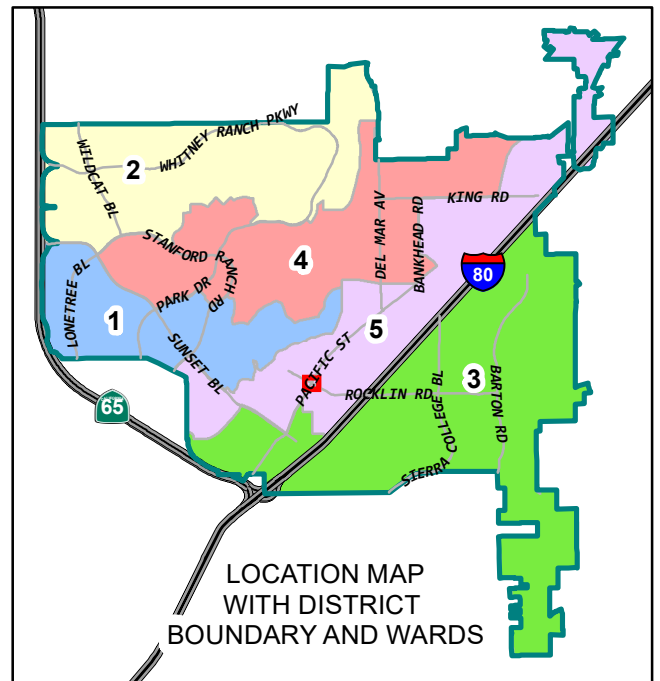 WHITNEY RANCH PKWY
WILDCAT BL
2
KING RD
DEL MAR AV
BANKHEAD RD
STANFORD RANCH RD
4
80
LONETREE BL
PARK DR
1
5
SUNSET BL
PACIFIC ST
3
ROCKLIN RD
SIERRA COLLEGE BL
BARTON RD
65
LOCATION MAP
WITH DISTRICT
BOUNDARY AND WARDS